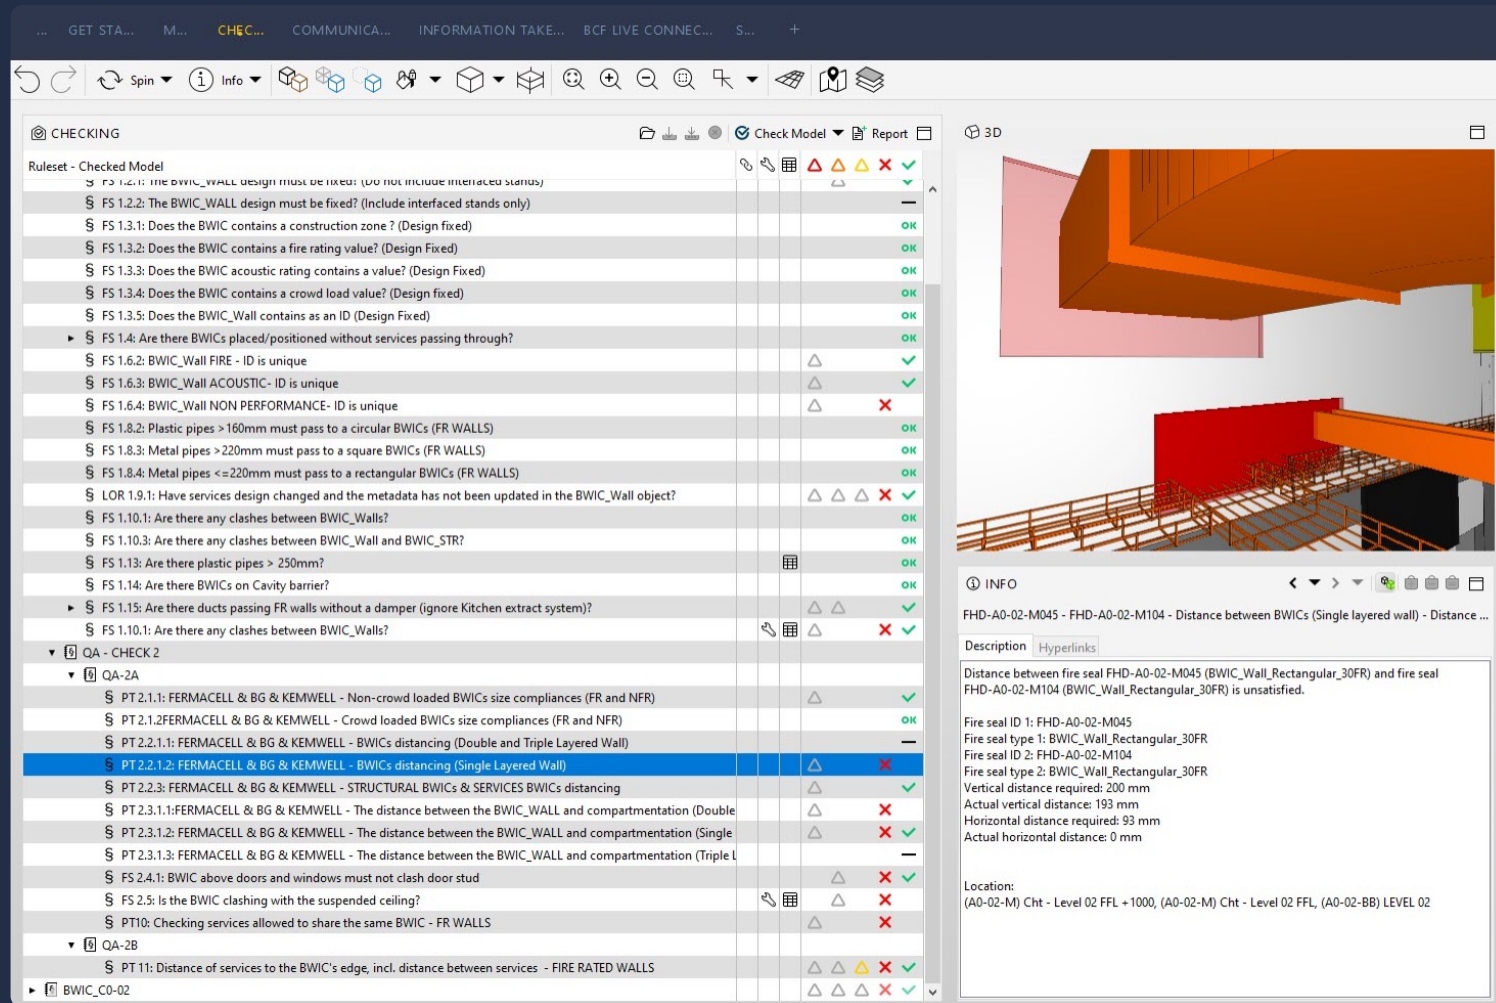 ... GET STA... M... CHEC... COMMUNICA... INFORMATION TAKE... BCF LIVE CONNEC... S... +
Spin Info
CHECKING Check Model Report
Ruleset - Checked Model
§ FS 1.2.1: The BWIC_WALL design must be fixed? (Do not include interfaced stands)
§ FS 1.2.2: The BWIC_WALL design must be fixed? (Include interfaced stands only)
§ FS 1.3.1: Does the BWIC contains a construction zone ? (Design fixed) OK
§ FS 1.3.2: Does the BWIC contains a fire rating value? (Design Fixed) OK
§ FS 1.3.3: Does the BWIC acoustic rating contains a value? (Design Fixed) OK
§ FS 1.3.4: Does the BWIC contains a crowd load value? (Design fixed) OK
§ FS 1.3.5: Does the BWIC_Wall contains as an ID (Design Fixed) OK
§ FS 1.4: Are there BWICs placed/positioned without services passing through? OK
§ FS 1.6.2: BWIC_Wall FIRE - ID is unique
§ FS 1.6.3: BWIC_Wall ACOUSTIC- ID is unique
§ FS 1.6.4: BWIC_Wall NON PERFORMANCE- ID is unique
§ FS 1.8.2: Plastic pipes >160mm must pass to a circular BWICs (FR WALLS) OK
§ FS 1.8.3: Metal pipes >220mm must pass to a square BWICs (FR WALLS) OK
§ FS 1.8.4: Metal pipes <=220mm must pass to a rectangular BWICs (FR WALLS) OK
§ LOR 1.9.1: Have services design changed and the metadata has not been updated in the BWIC_Wall object?
§ FS 1.10.1: Are there any clashes between BWIC_Walls? OK
§ FS 1.10.3: Are there any clashes between BWIC_Wall and BWIC_STR? OK
§ FS 1.13: Are there plastic pipes > 250mm? OK
§ FS 1.14: Are there BWICs on Cavity barrier? OK
§ FS 1.15: Are there ducts passing FR walls without a damper (ignore Kitchen extract system)?
§ FS 1.10.1: Are there any clashes between BWIC_Walls?
§ QA - CHECK 2
§ QA-2A
§ PT 2.1.1: FERMACELL & BG & KEMWELL - Non-crowd loaded BWICs size compliances (FR and NFR)
§ PT 2.1.2FERMACELL & BG & KEMWELL - Crowd loaded BWICs size compliances (FR and NFR) OK
§ PT 2.2.1.1: FERMACELL & BG & KEMWELL - BWICs distancing (Double and Triple Layered Wall)
§ PT 2.2.1.2: FERMACELL & BG & KEMWELL - BWICs distancing (Single Layered Wall)
§ PT 2.2.3: FERMACELL & BG & KEMWELL - STRUCTURAL BWICs & SERVICES BWICs distancing
§ PT 2.3.1.1:FERMACELL & BG & KEMWELL - The distance between the BWIC_WALL and compartmentation (Double
§ PT 2.3.1.2: FERMACELL & BG & KEMWELL - The distance between the BWIC_WALL and compartmentation (Single
§ PT 2.3.1.3: FERMACELL & BG & KEMWELL - The distance between the BWIC_WALL and compartmentation (Triple L
§ FS 2.4.1: BWIC above doors and windows must not clash door stud
§ FS 2.5: Is the BWIC clashing with the suspended ceiling?
§ PT10: Checking services allowed to share the same BWIC - FR WALLS
§ QA-2B
§ PT 11: Distance of services to the BWIC's edge, incl. distance between services - FIRE RATED WALLS
§ BWIC_C0-02
3D
INFO
FHD-A0-02-M045 - FHD-A0-02-M104 - Distance between BWICs (Single layered wall) - Distance ...
Description Hyperlinks
Distance between fire seal FHD-A0-02-M045 (BWIC_Wall_Rectangular_30FR) and fire seal
FHD-A0-02-M104 (BWIC_Wall_Rectangular_30FR) is unsatisfied.
Fire seal ID 1: FHD-A0-02-M045
Fire seal type 1: BWIC_Wall_Rectangular_30FR
Fire seal ID 2: FHD-A0-02-M104
Fire seal type 2: BWIC_Wall_Rectangular_30FR
Vertical distance required: 200 mm
Actual vertical distance: 193 mm
Horizontal distance required: 93 mm
Actual horizontal distance: 0 mm
Location:
(A0-02-M) Cht - Level 02 FFL +1000, (A0-02-M) Cht - Level 02 FFL, (A0-02-BB) LEVEL 02